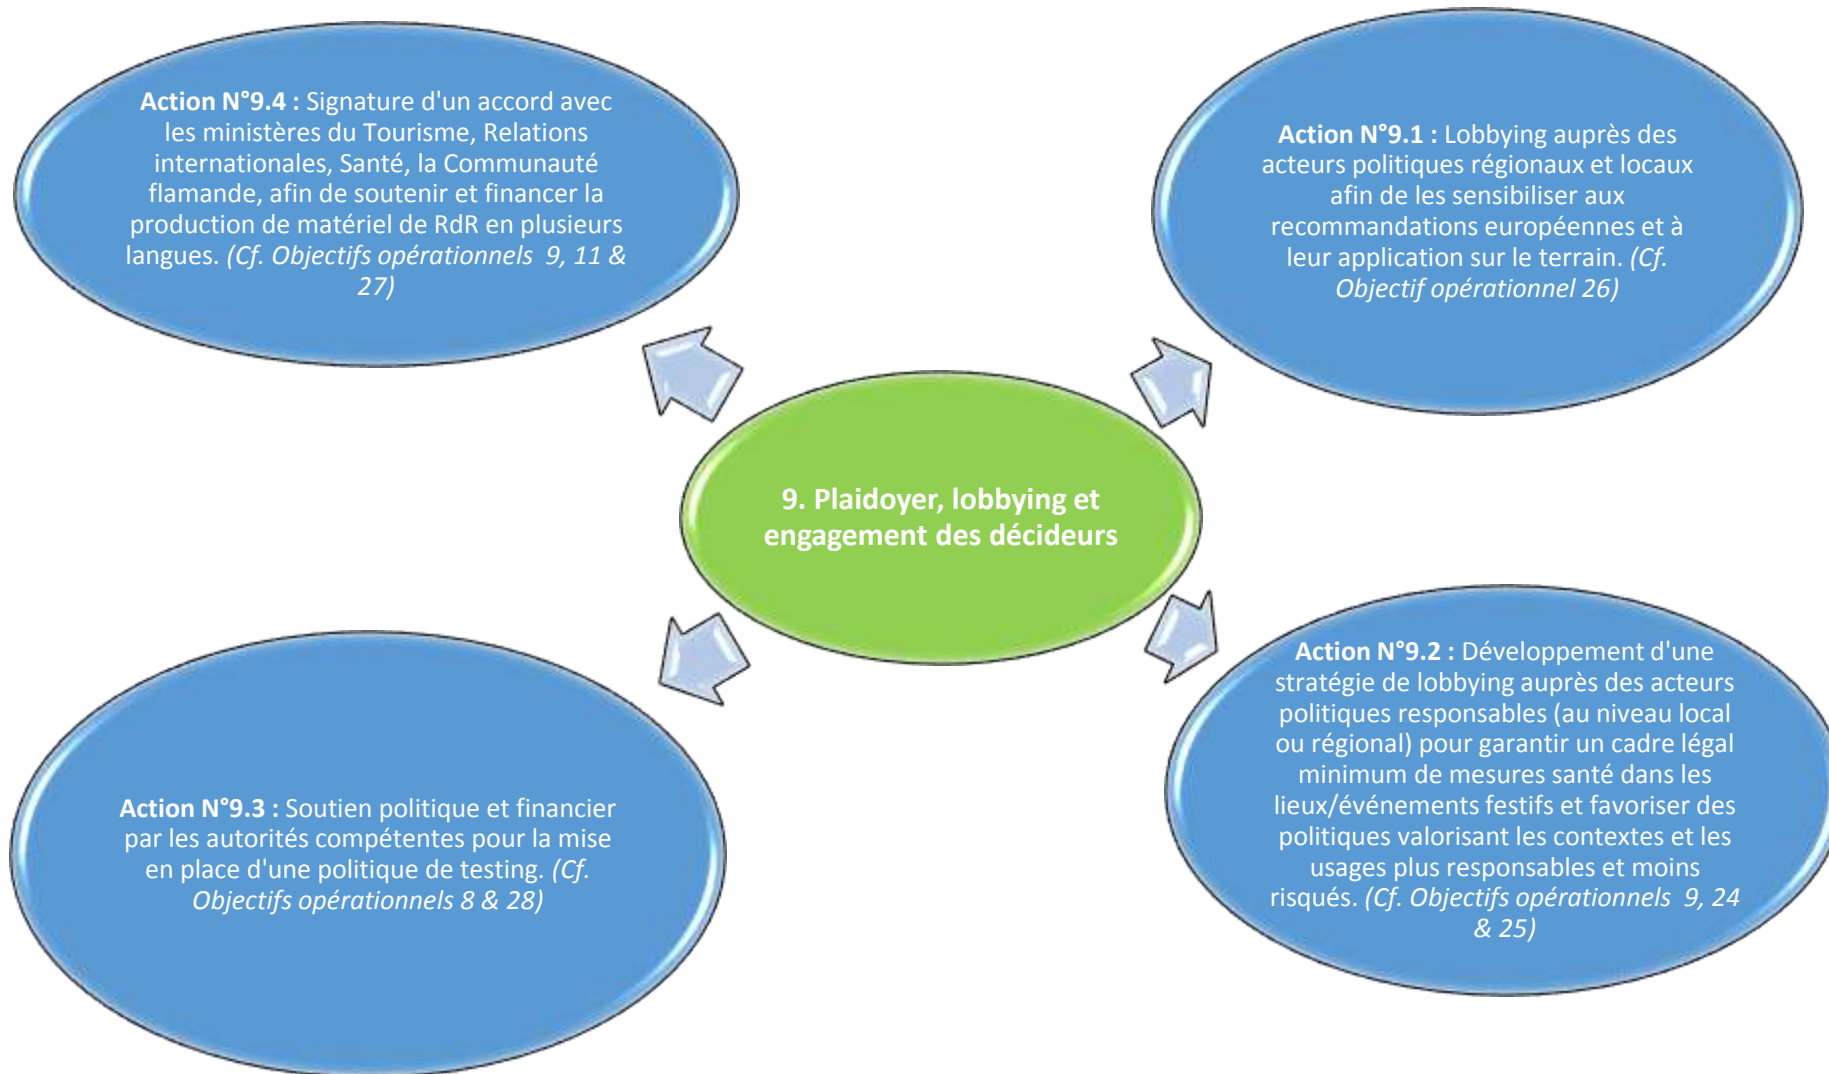 Action N°9.4 : Signature d'un accord avec
les ministères du Tourisme, Relations
internationales, Santé, la Communauté
flamande, afin de soutenir et financer la
production de matériel de RdR en plusieurs
langues. (Cf. Objectifs opérationnels 9, 11 &
27)
Action N°9.1 : Lobbying auprès des
acteurs politiques régionaux et locaux
afin de les sensibiliser aux
recommandations européennes et à
leur application sur le terrain. (Cf.
Objectif opérationnel 26)
9. Plaidoyer, lobbying et
engagement des décideurs
Action N°9.3 : Soutien politique et financier
par les autorités compétentes pour la mise
en place d'une politique de testing. (Cf.
Objectifs opérationnels 8 & 28)
Action N°9.2 : Développement d'une
stratégie de lobbying auprès des acteurs
politiques responsables (au niveau local
ou régional) pour garantir un cadre légal
minimum de mesures santé dans les
lieux/événements festifs et favoriser des
politiques valorisant les contextes et les
usages plus responsables et moins
risqués. (Cf. Objectifs opérationnels 9, 24
& 25)